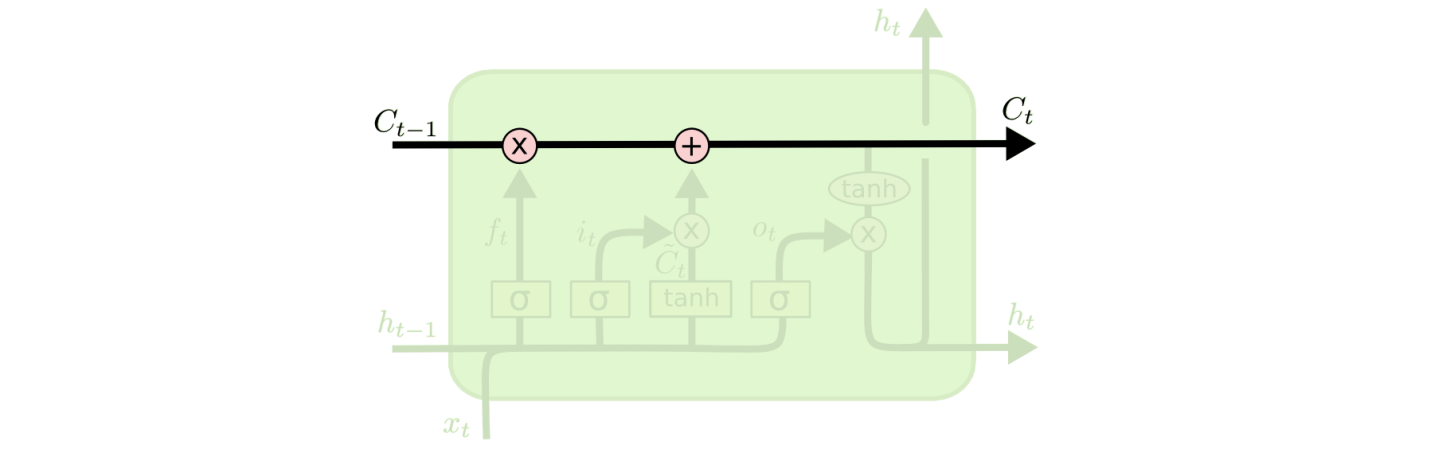 h_t
C_{t-1}
C_t
x
+
tanh
f_t
i_t
x
o_t
x
C̃_t
σ
σ
tanh
σ
h_{t-1}
h_t
x_t